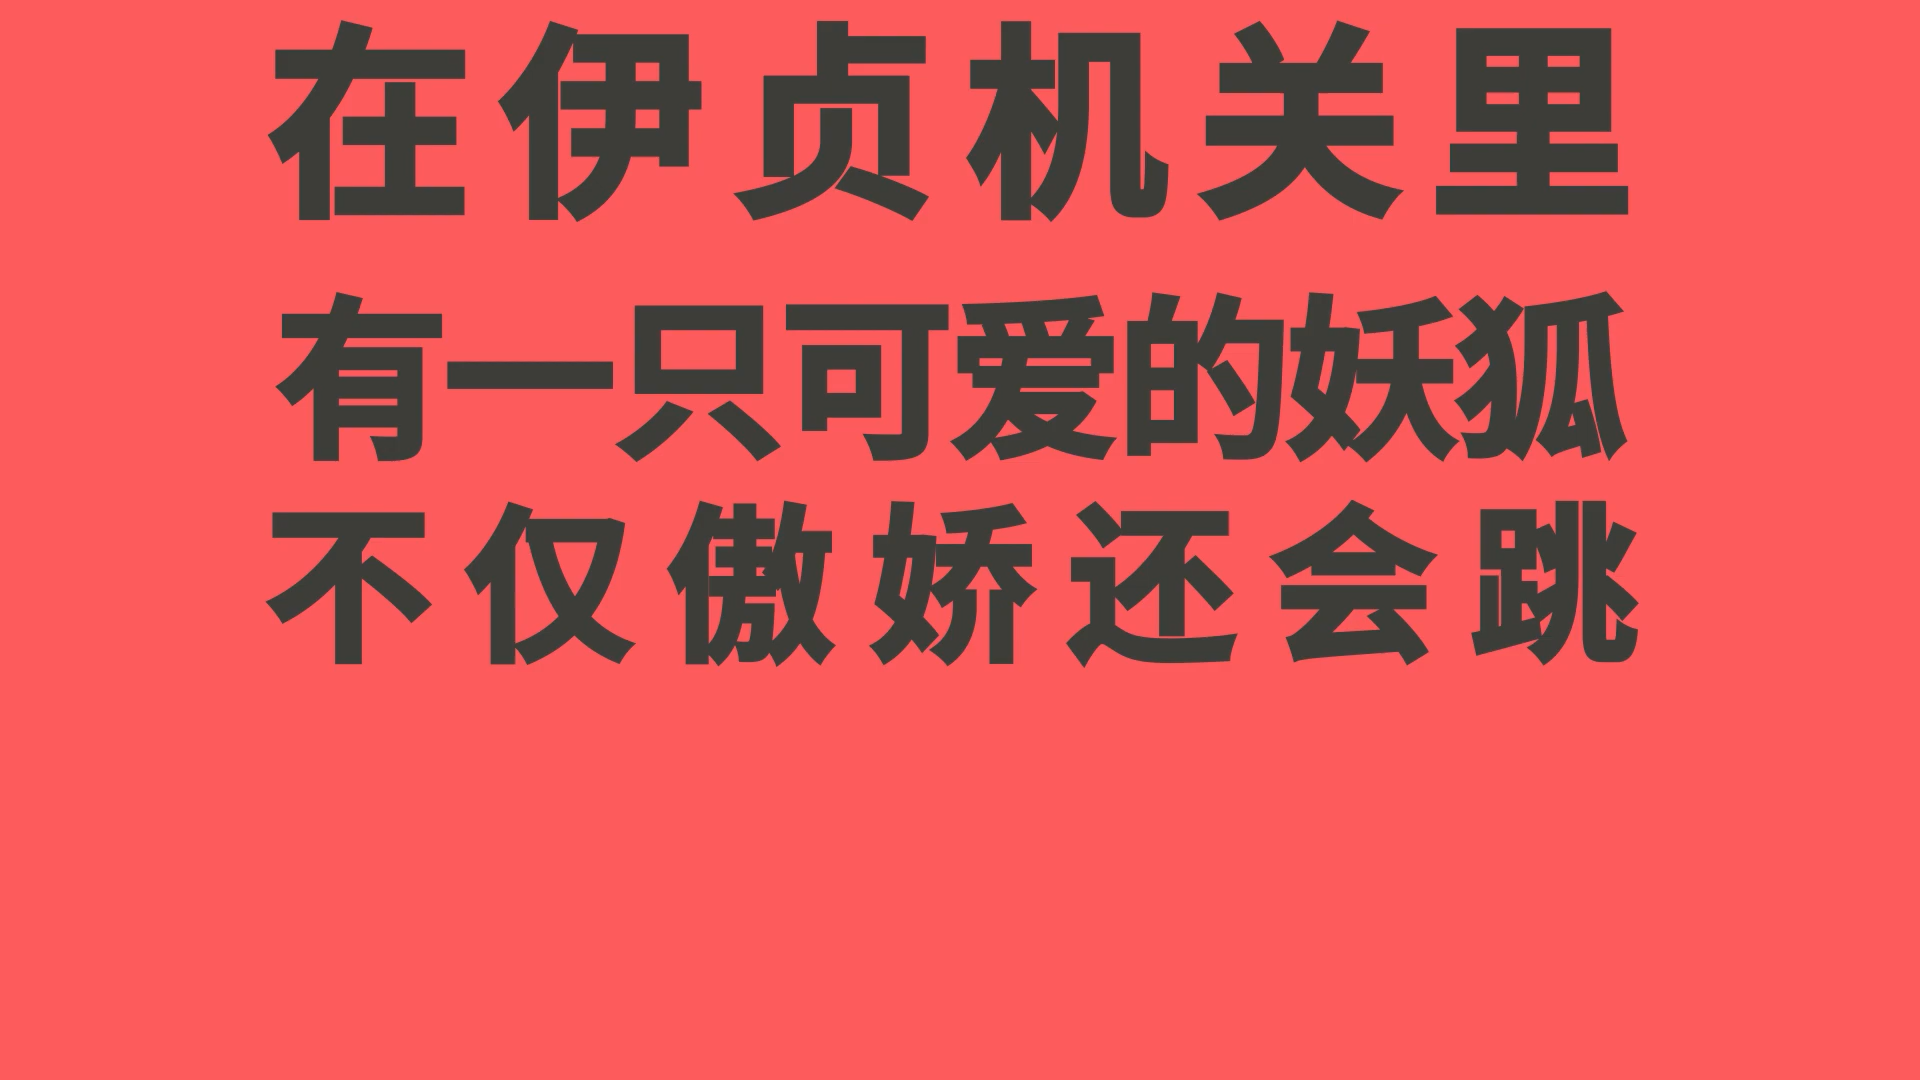 在伊贞机关里
有一只可爱的妖狐
不仅傲娇还会跳